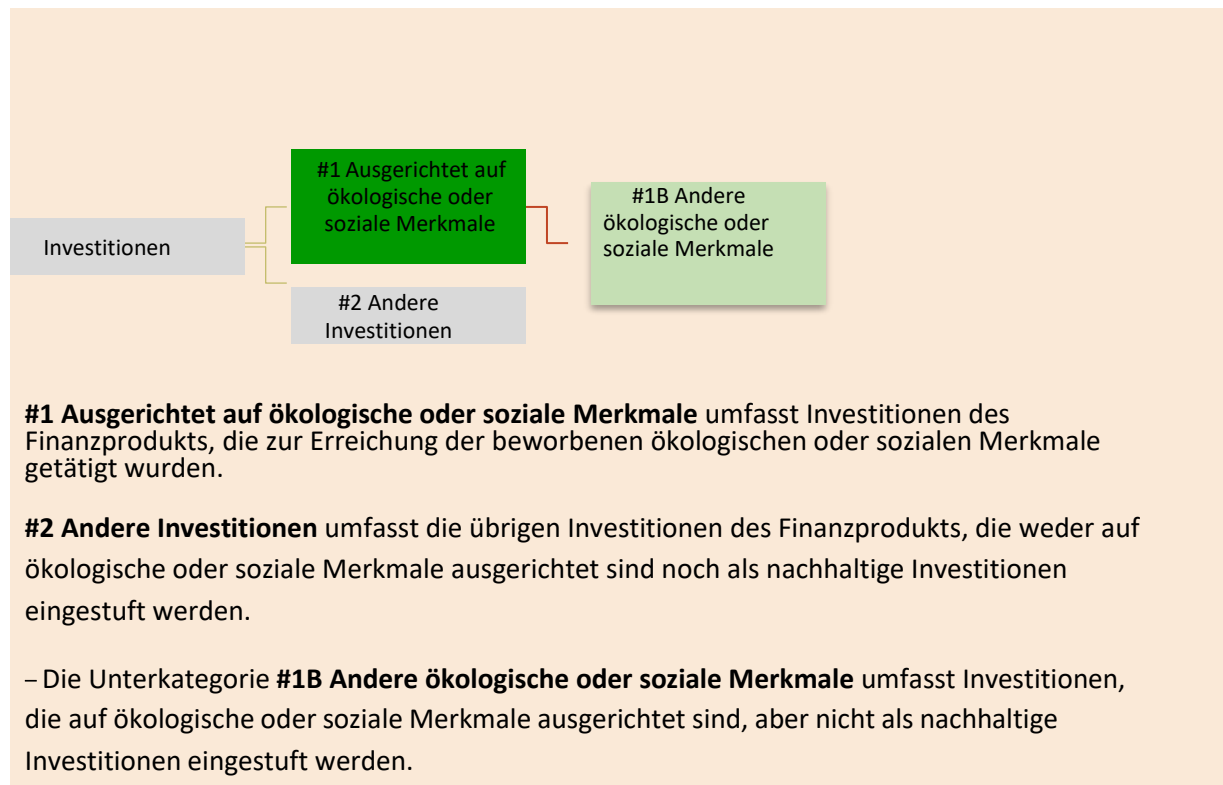 #1 Ausgerichtet auf
ökologische oder
soziale Merkmale
#1B Andere
ökologische oder
soziale Merkmale
Investitionen
#2 Andere
Investitionen
#1 Ausgerichtet auf ökologische oder soziale Merkmale umfasst Investitionen des
Finanzprodukts, die zur Erreichung der beworbenen ökologischen oder sozialen Merkmale
getätigt wurden.
#2 Andere Investitionen umfasst die übrigen Investitionen des Finanzprodukts, die weder auf
ökologische oder soziale Merkmale ausgerichtet sind noch als nachhaltige Investitionen
eingestuft werden.
– Die Unterkategorie #1B Andere ökologische oder soziale Merkmale umfasst Investitionen,
die auf ökologische oder soziale Merkmale ausgerichtet sind, aber nicht als nachhaltige
Investitionen eingestuft werden.